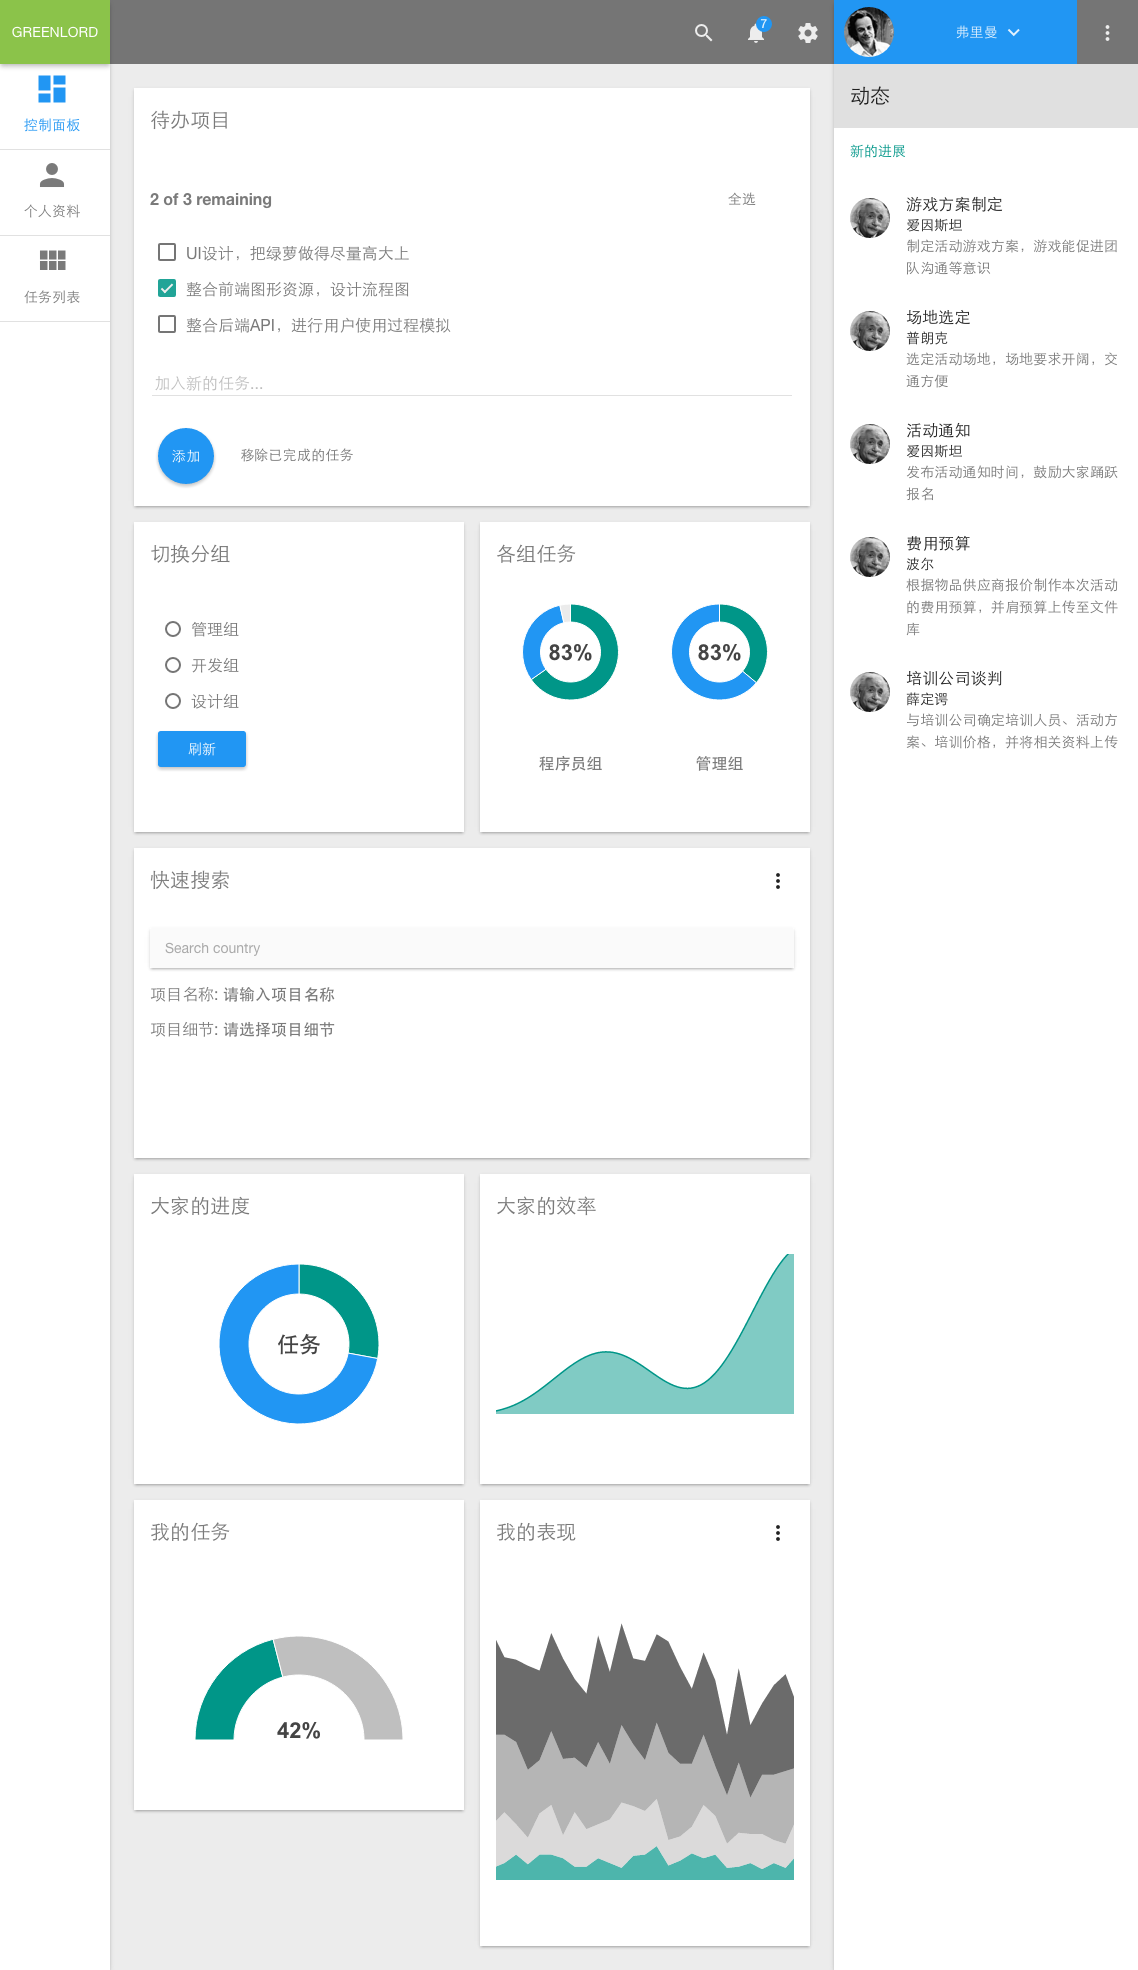 GREENLORD
7
弗里曼
控制面板
个人资料
任务列表
待办项目
2 of 3 remaining
全选
UI设计，把绿萝做得尽量高大上
整合前端图形资源，设计流程图
整合后端API，进行用户使用过程模拟
加入新的任务...
添加
移除已完成的任务
切换分组
管理组
开发组
设计组
刷新
各组任务
83%
83%
程序员组
管理组
快速搜索
Search country
项目名称: 请输入项目名称
项目细节: 请选择项目细节
大家的进度
任务
大家的效率
我的任务
42%
我的表现
动态
新的进展
游戏方案制定
爱因斯坦
制定活动游戏方案，游戏能促进团
队沟通等意识
场地选定
普朗克
选定活动场地，场地要求开阔，交
通方便
活动通知
爱因斯坦
发布活动通知时间，鼓励大家踊跃
报名
费用预算
波尔
根据物品供应商报价制作本次活动
的费用预算，并肩预算上传至文件
库
培训公司谈判
薛定谔
与培训公司确定培训人员、活动方
案、培训价格，并将相关资料上传